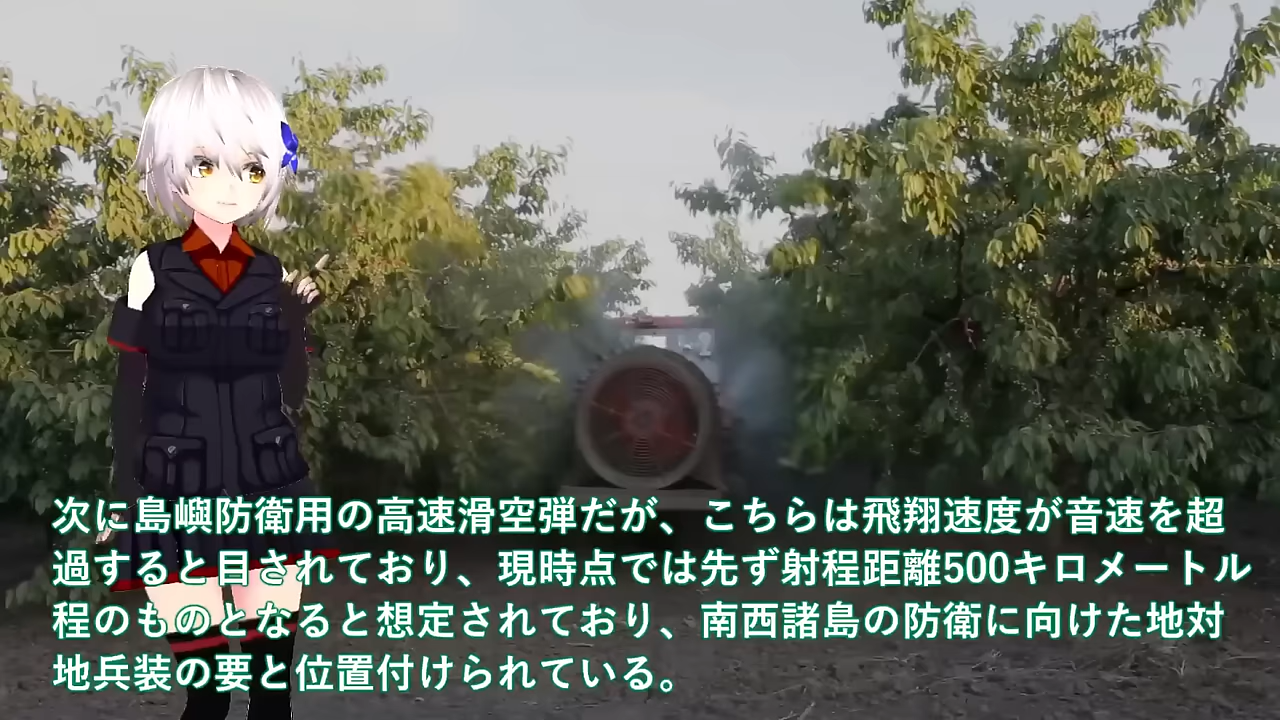 次に島嶼防衛用の高速滑空弾だが、こちらは飛翔速度が音速を超
過すると目されており、現時点では先ず射程距離500キロメートル
程のものとなると想定されており、南西諸島の防衛に向けた地対
地兵装の要と位置付けられている。